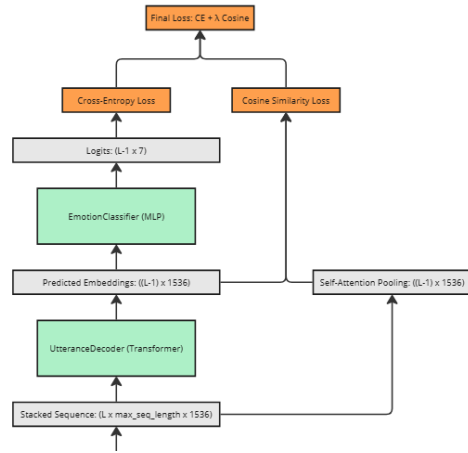 Final Loss: CE + λ Cosine
Cross-Entropy Loss
Cosine Similarity Loss
Logits: (L-1 x 7)
EmotionClassifier (MLP)
Predicted Embeddings: ((L-1) x 1536)
Self-Attention Pooling: ((L-1) x 1536)
UtteranceDecoder (Transformer)
Stacked Sequence: (L x max_seq_length x 1536)